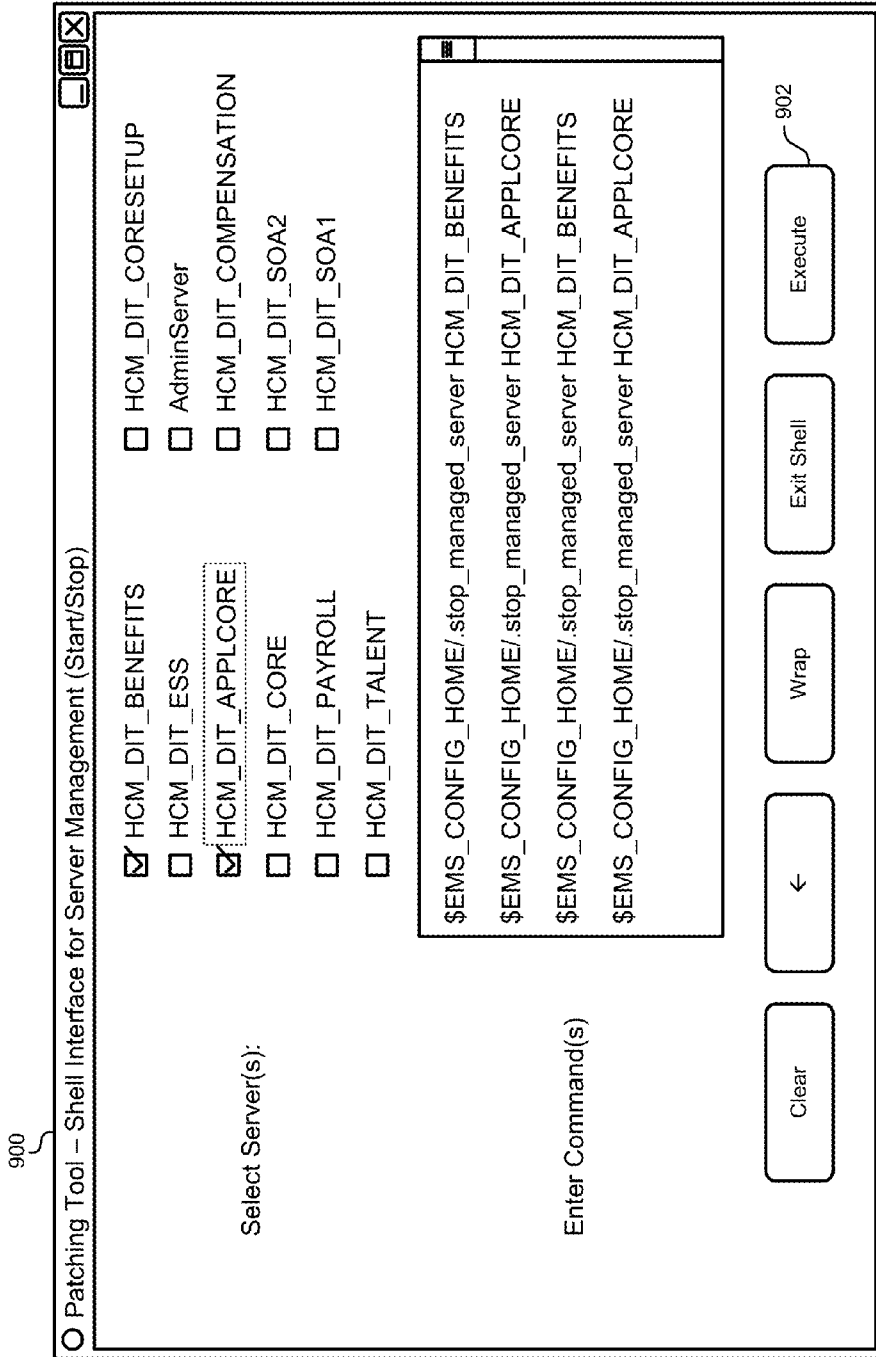 900
Patching Tool – Shell Interface for Server Management (Start/Stop)
Select Server(s):
HCM_DIT_BENEFITS
HCM_DIT_CORESETUP
HCM_DIT_ESS
AdminServer
HCM_DIT_APPLCORE
HCM_DIT_COMPENSATION
HCM_DIT_CORE
HCM_DIT_SOA2
HCM_DIT_PAYROLL
HCM_DIT_SOA1
HCM_DIT_TALENT
Enter Command(s)
$EMS_CONFIG_HOME/.stop_managed_server HCM_DIT_BENEFITS
$EMS_CONFIG_HOME/.stop_managed_server HCM_DIT_APPLCORE
$EMS_CONFIG_HOME/.stop_managed_server HCM_DIT_BENEFITS
$EMS_CONFIG_HOME/.stop_managed_server HCM_DIT_APPLCORE
Clear
←
Wrap
Exit Shell
Execute
902